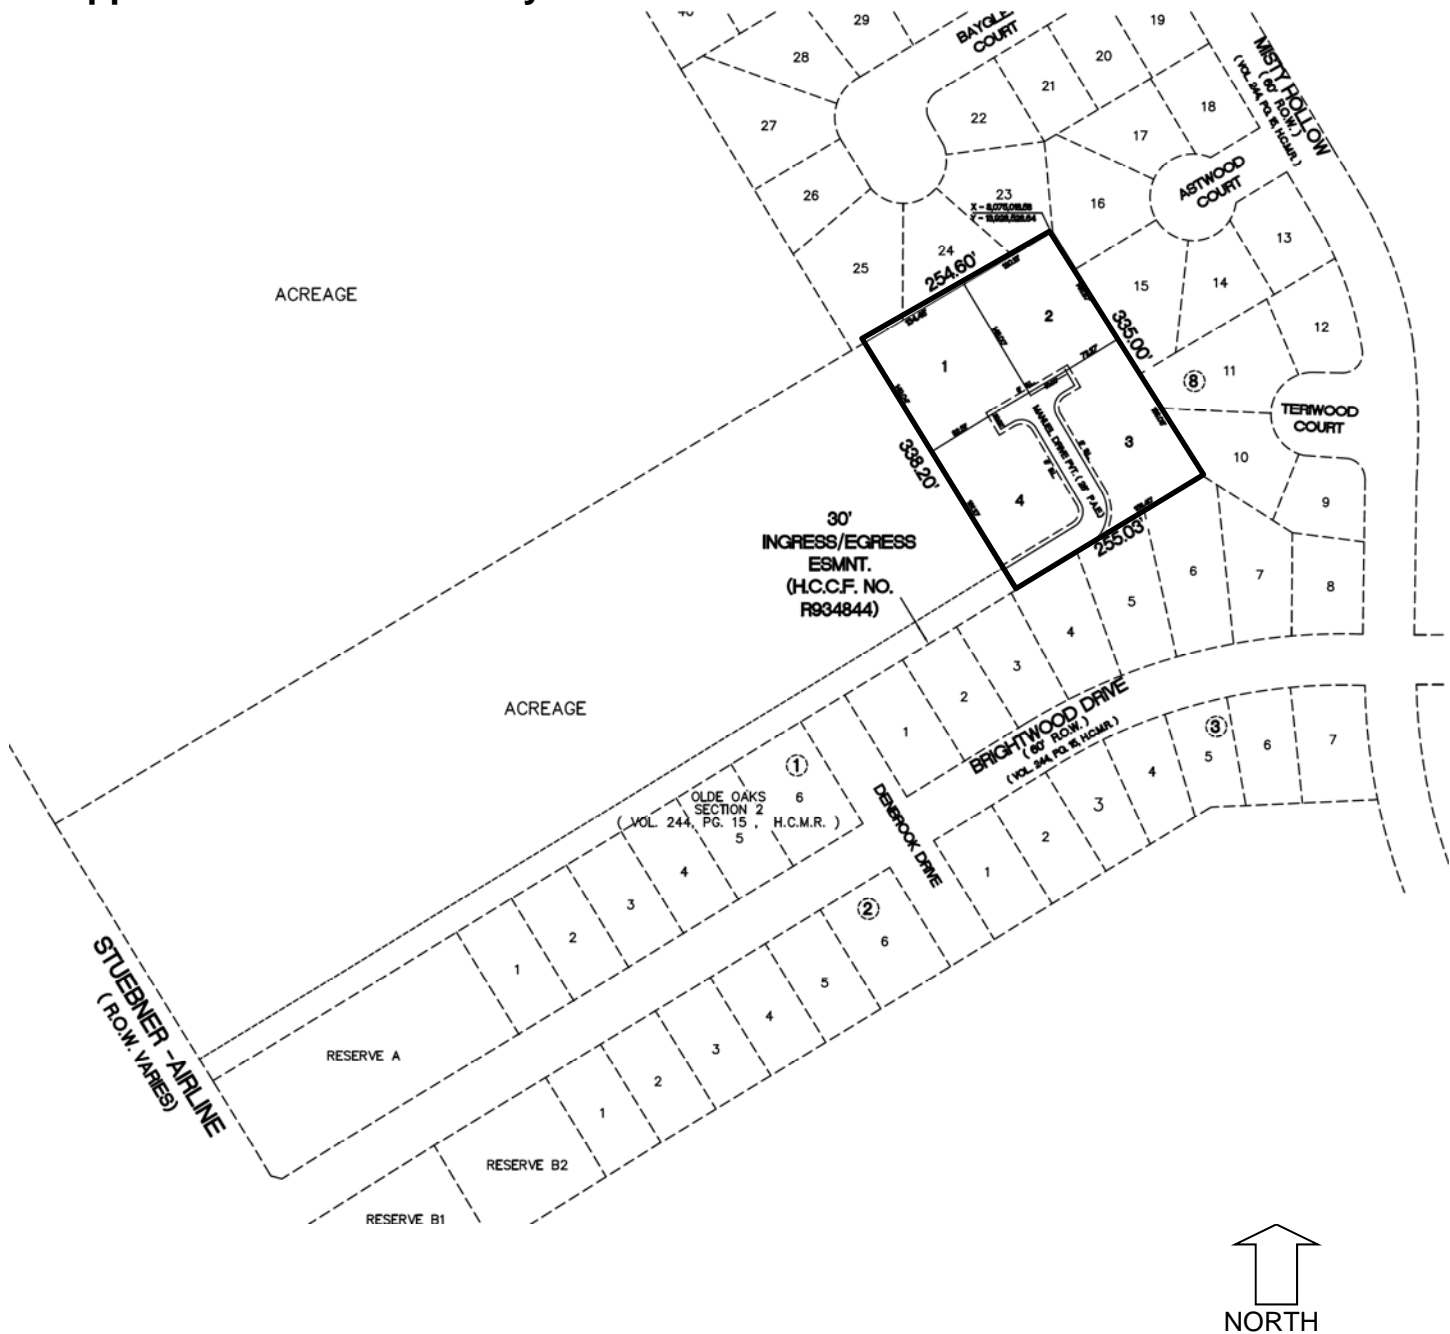 29
28
27
26
25
24
23
22
21
20
19
18
17
16
15
14
13
12
11
10
9
8
7
6
5
4
COURT
MISTY HOLLOW
( 60' R.O.W. )
( VOL. 244, PG. 15, H.C.M.R. )
ASTWOOD
COURT
TERIWOOD
COURT
8
ACREAGE
254.60'
335.00'
338.20'
255.03'
1
2
3
4
MANUEL DRIVE PVT. ( 28' P.A.E.)
30'
INGRESS/EGRESS
ESMNT.
(H.C.C.F. NO.
R934844)
ACREAGE
1
2
3
BRIGHTWOOD DRIVE
( 60' R.O.W. )
( VOL. 244, PG. 15, H.C.M.R. )
DENBROOK DRIVE
3
1
2
3
4
5
6
7
1
OLDE OAKS
SECTION 2
( VOL. 244, PG. 15 , H.C.M.R. )
1
2
3
4
5
6
2
1
2
3
4
5
6
STUEBNER - AIRLINE
( R.O.W. VARIES)
RESERVE A
RESERVE B2
RESERVE B1
NORTH